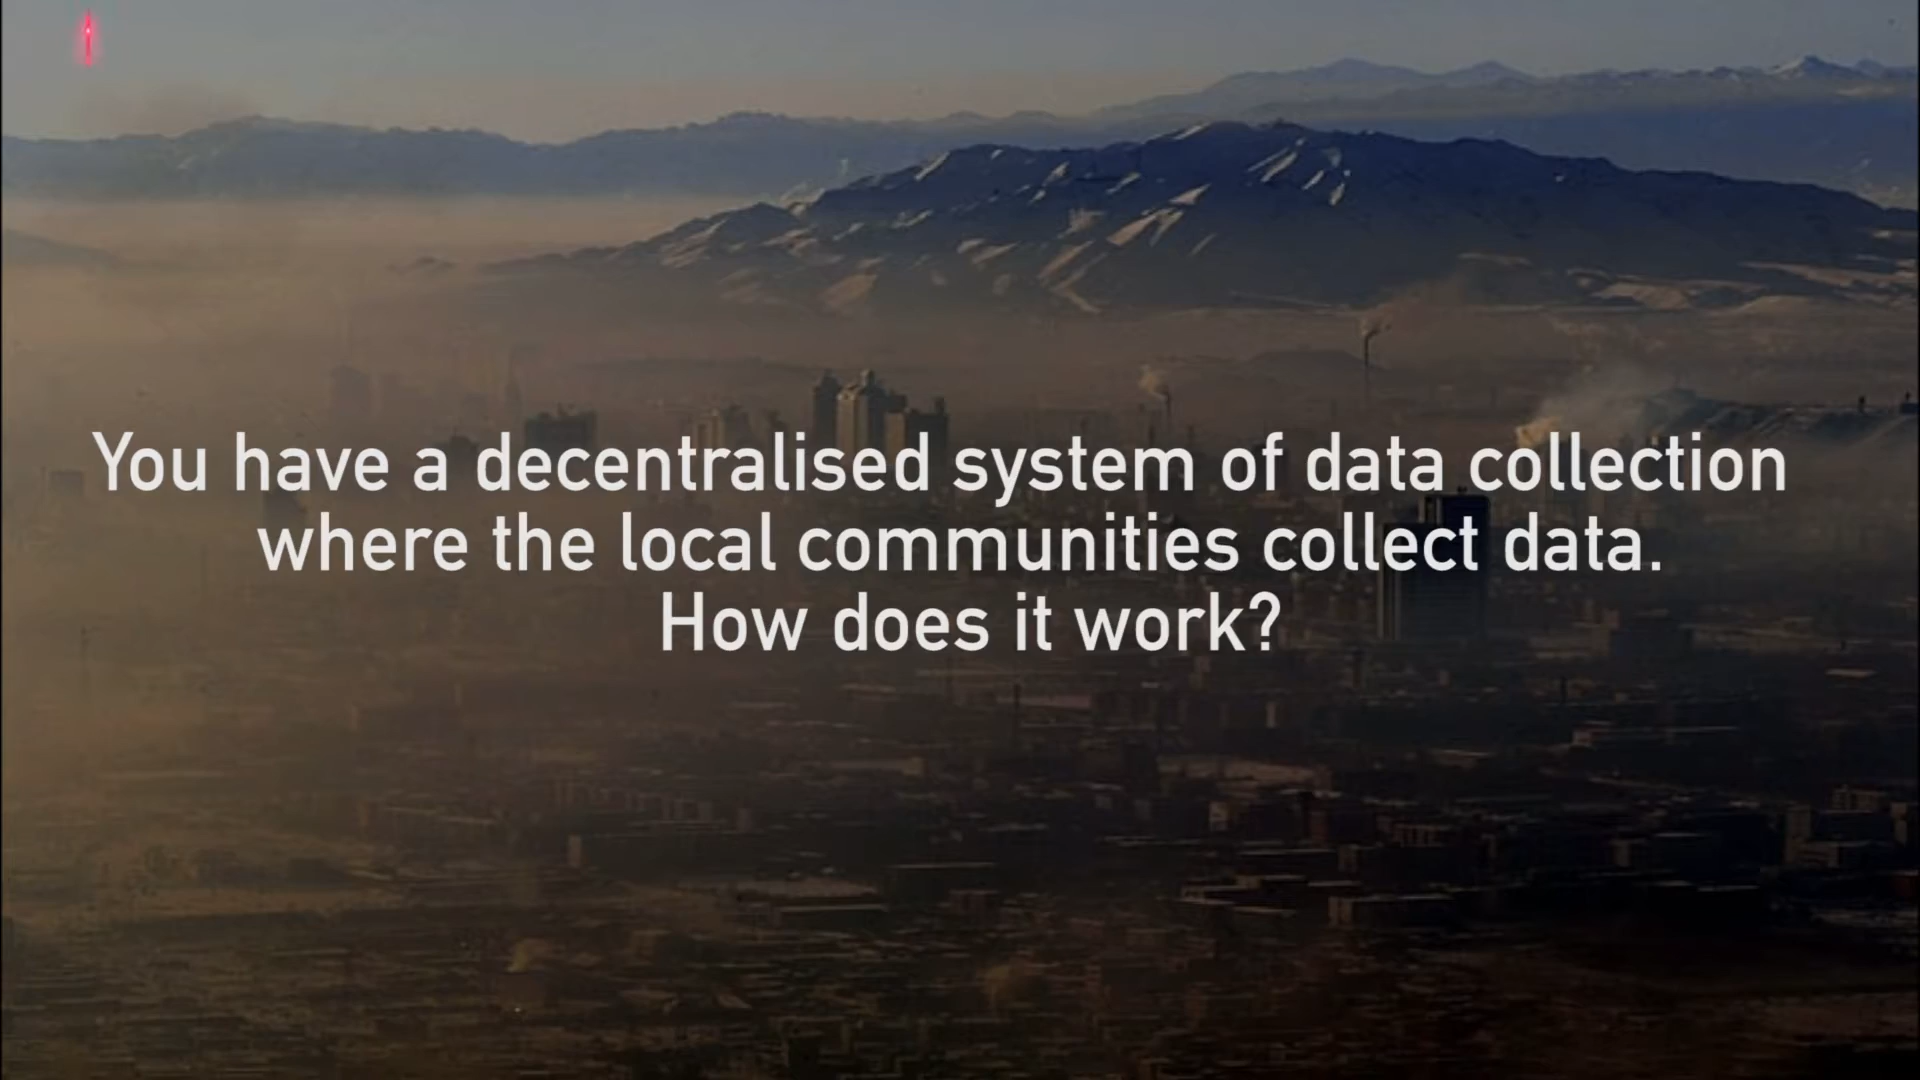 You have a decentralised system of data collection
where the local communities collect data.
How does it work?